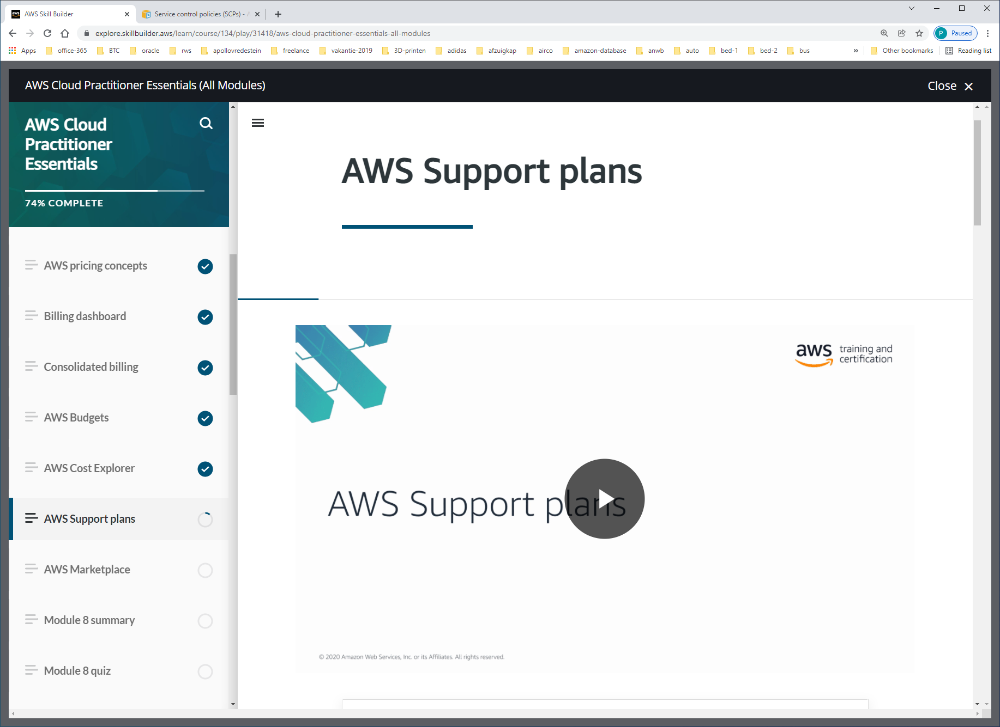 aws AWS Skill Builder
Service control policies (SCPs) -
explore.skillbuilder.aws/learn/course/134/play/31418/aws-cloud-practitioner-essentials-all-modules
P Paused
Apps office-365 BTC oracle rws apollovredestein freelance vakantie-2019 3D-printen adidas afzuigkap airco amazon-database anwb auto bed-1 bed-2 bus » Other bookmarks Reading list
AWS Cloud Practitioner Essentials (All Modules)
Close
AWS Cloud
Practitioner
Essentials
74% COMPLETE
AWS pricing concepts
Billing dashboard
Consolidated billing
AWS Budgets
AWS Cost Explorer
AWS Support plans
AWS Marketplace
Module 8 summary
Module 8 quiz
AWS Support plans
aws training and
certification
AWS Support plans
© 2020 Amazon Web Services, Inc. or its Affiliates. All rights reserved.